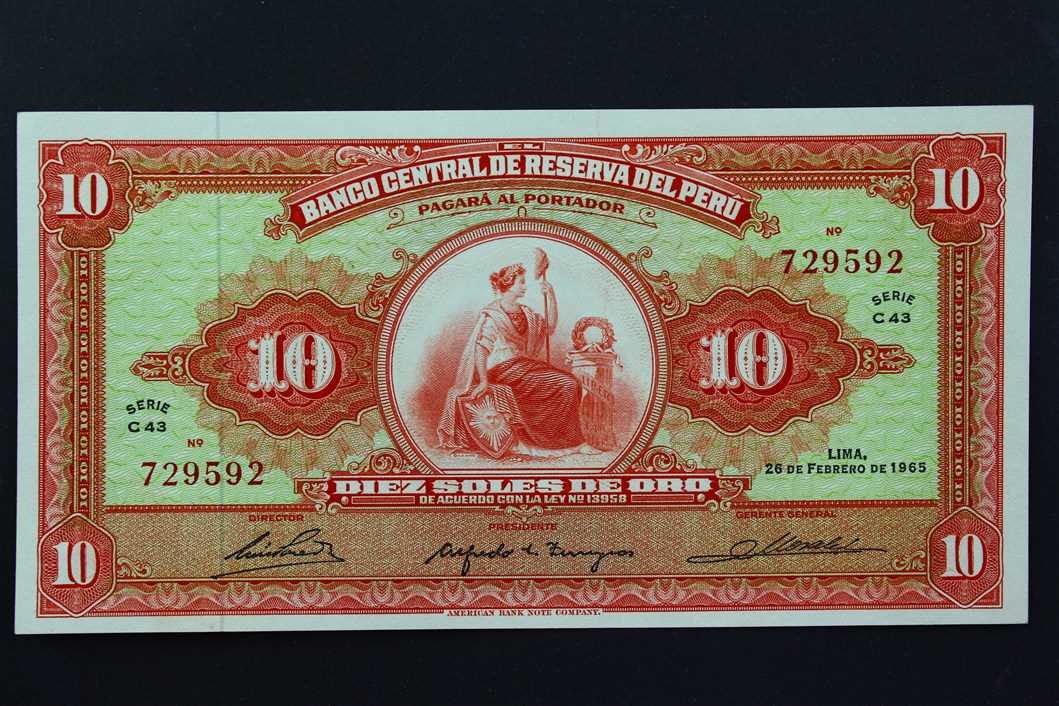 EL
BANCO CENTRAL DE RESERVA DEL PERÚ
PAGARÁ AL PORTADOR
10
10
Nº
729592
SERIE
C 43
10
10
SERIE
C 43
Nº
729592
LIMA,
26 DE FEBRERO DE 1965
DIEZ SOLES DE ORO
DE ACUERDO CON LA LEY Nº 13958
DIRECTOR
PRESIDENTE
GERENTE GENERAL
10
10
AMERICAN BANK NOTE COMPANY.